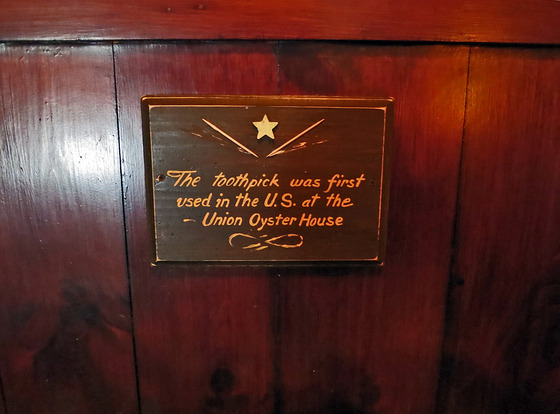 The toothpick was first
used in the U.S. at the
- Union Oyster House